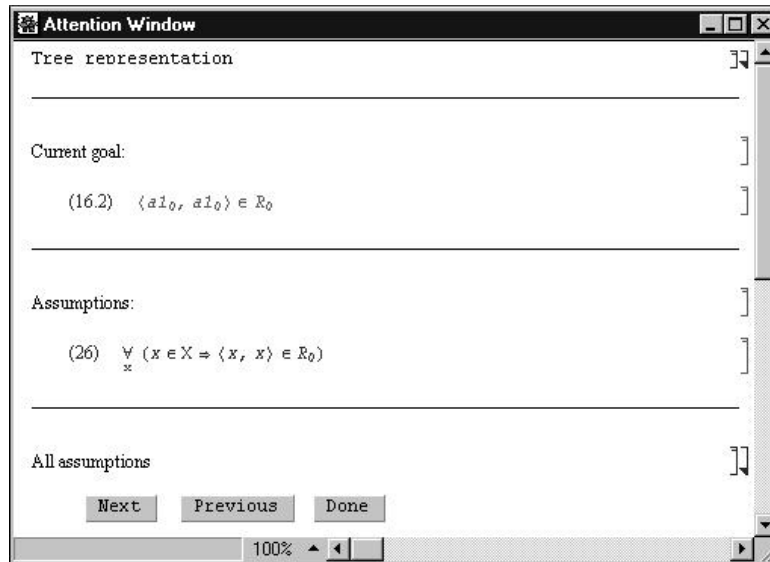 Attention Window
Tree representation
Current goal:
(16.2) ⟨a1₀, a1₀⟩ ∈ R₀
Assumptions:
(26) ∀ (x ∈ X ⇒ ⟨x, x⟩ ∈ R₀)
x
All assumptions
Next Previous Done
100%